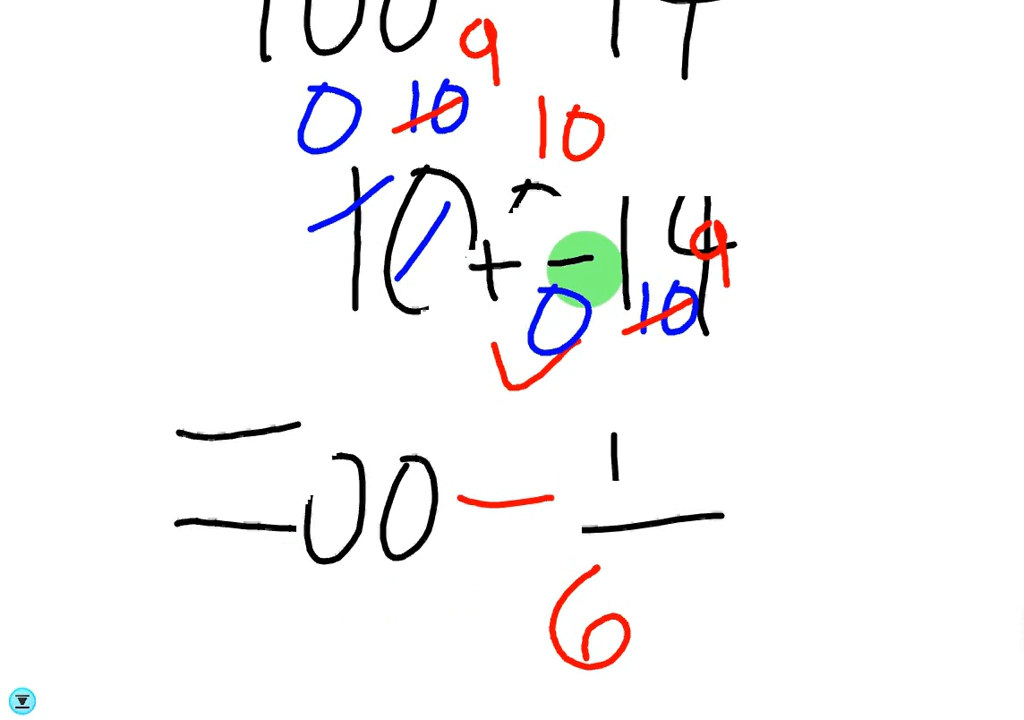 100 14
9
0 10 10
10 + - 14 9
0 10
= 00 - 1
6